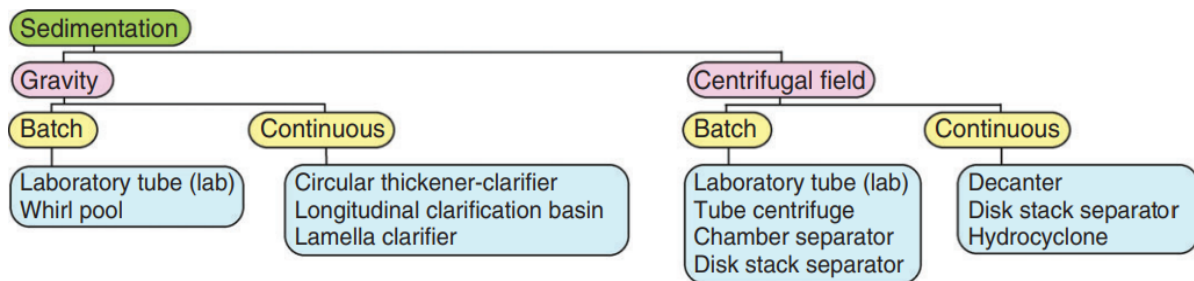 Sedimentation
Gravity
Centrifugal field
Batch
Continuous
Batch
Continuous
Laboratory tube (lab)
Whirl pool
Circular thickener-clarifier
Longitudinal clarification basin
Lamella clarifier
Laboratory tube (lab)
Tube centrifuge
Chamber separator
Disk stack separator
Decanter
Disk stack separator
Hydrocyclone